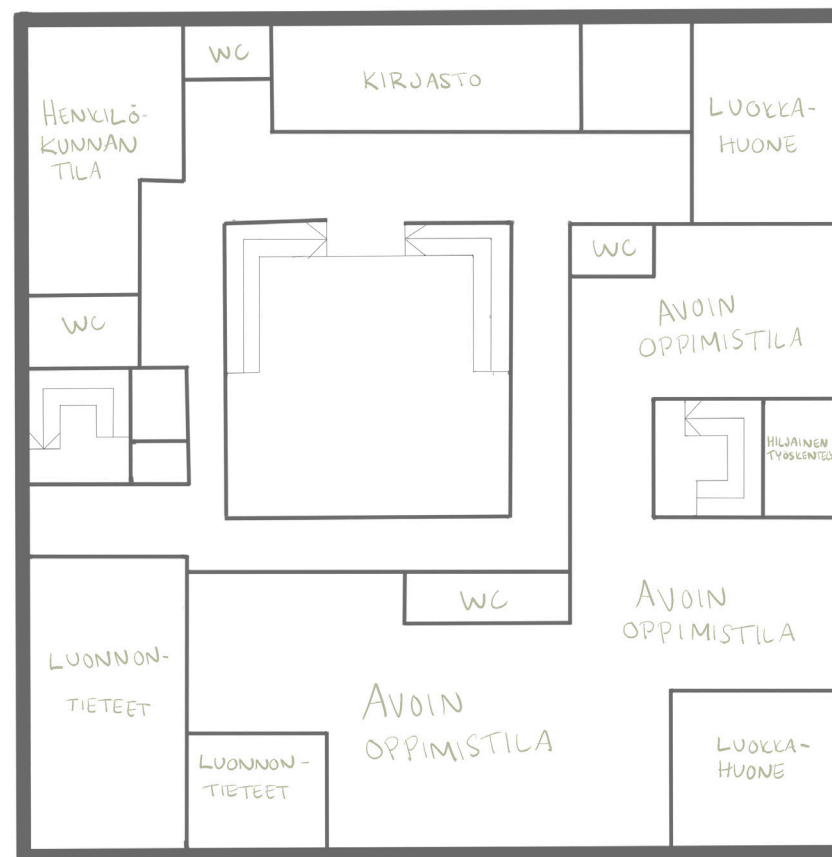 WC
KIRJASTO
HENKILÖ-
KUNNAN
TILA
LUOKKA-
HUONE
WC
AVOIN
OPPIMISTILA
WC
HILJAINEN
TYÖSKENTELY
AVOIN
OPPIMISTILA
WC
LUONNON-
TIETEET
AVOIN
OPPIMISTILA
LUONNON-
TIETEET
LUOKKA-
HUONE